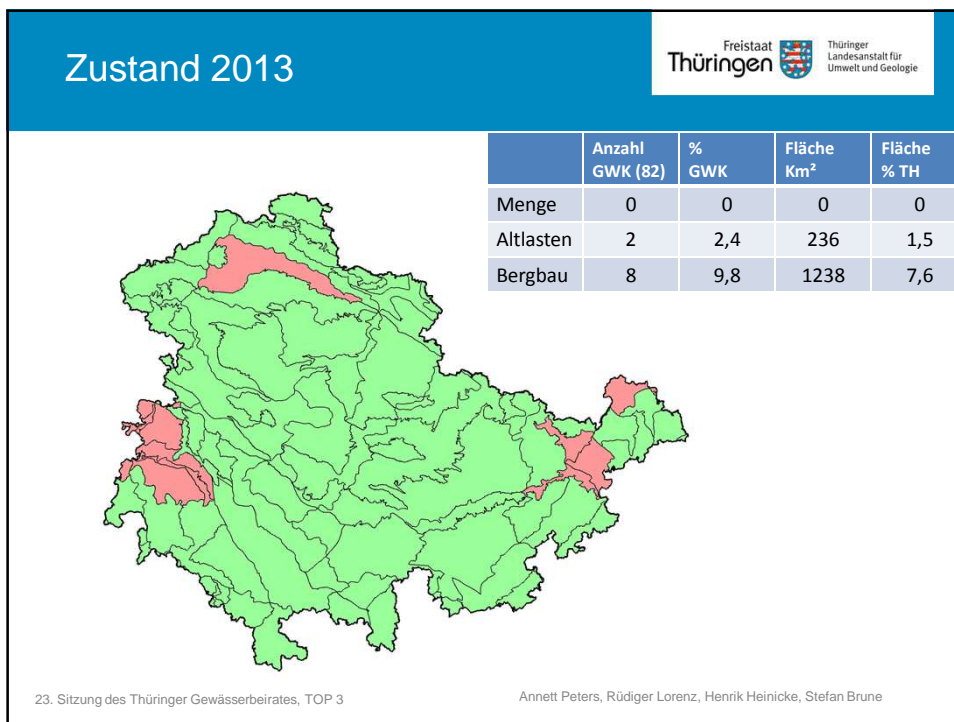 Zustand 2013
Freistaat
Thüringen
Thüringer
Landesanstalt für
Umwelt und Geologie
Anzahl GWK (82) % GWK Fläche Km² Fläche % TH
Menge 0 0 0 0
Altlasten 2 2,4 236 1,5
Bergbau 8 9,8 1238 7,6
23. Sitzung des Thüringer Gewässerbeirates, TOP 3
Annett Peters, Rüdiger Lorenz, Henrik Heinicke, Stefan Brune